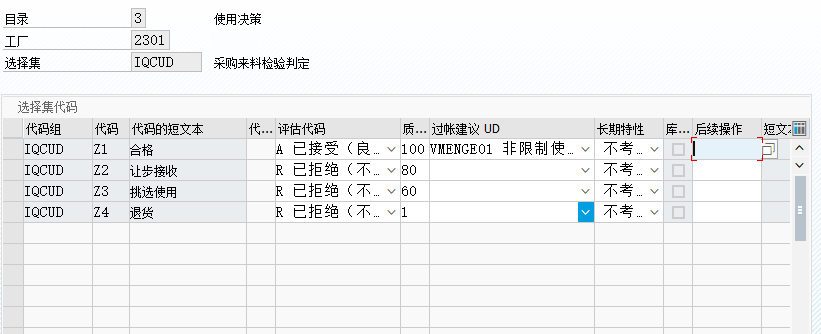 目录 3 使用决策
工厂 2301
选择集 IQCUD 采购来料检验判定
选择集代码
代码组 代码 代码的短文本 代... 评估代码 质... 过帐建议 UD 长期特性 库... 后续操作 短文本
IQCUD Z1 合格 A 已接受（良... 100 VMENGE01 非限制使... 不考...
IQCUD Z2 让步接收 R 已拒绝（不... 80 不考...
IQCUD Z3 挑选使用 R 已拒绝（不... 60 不考...
IQCUD Z4 退货 R 已拒绝（不... 1 不考...